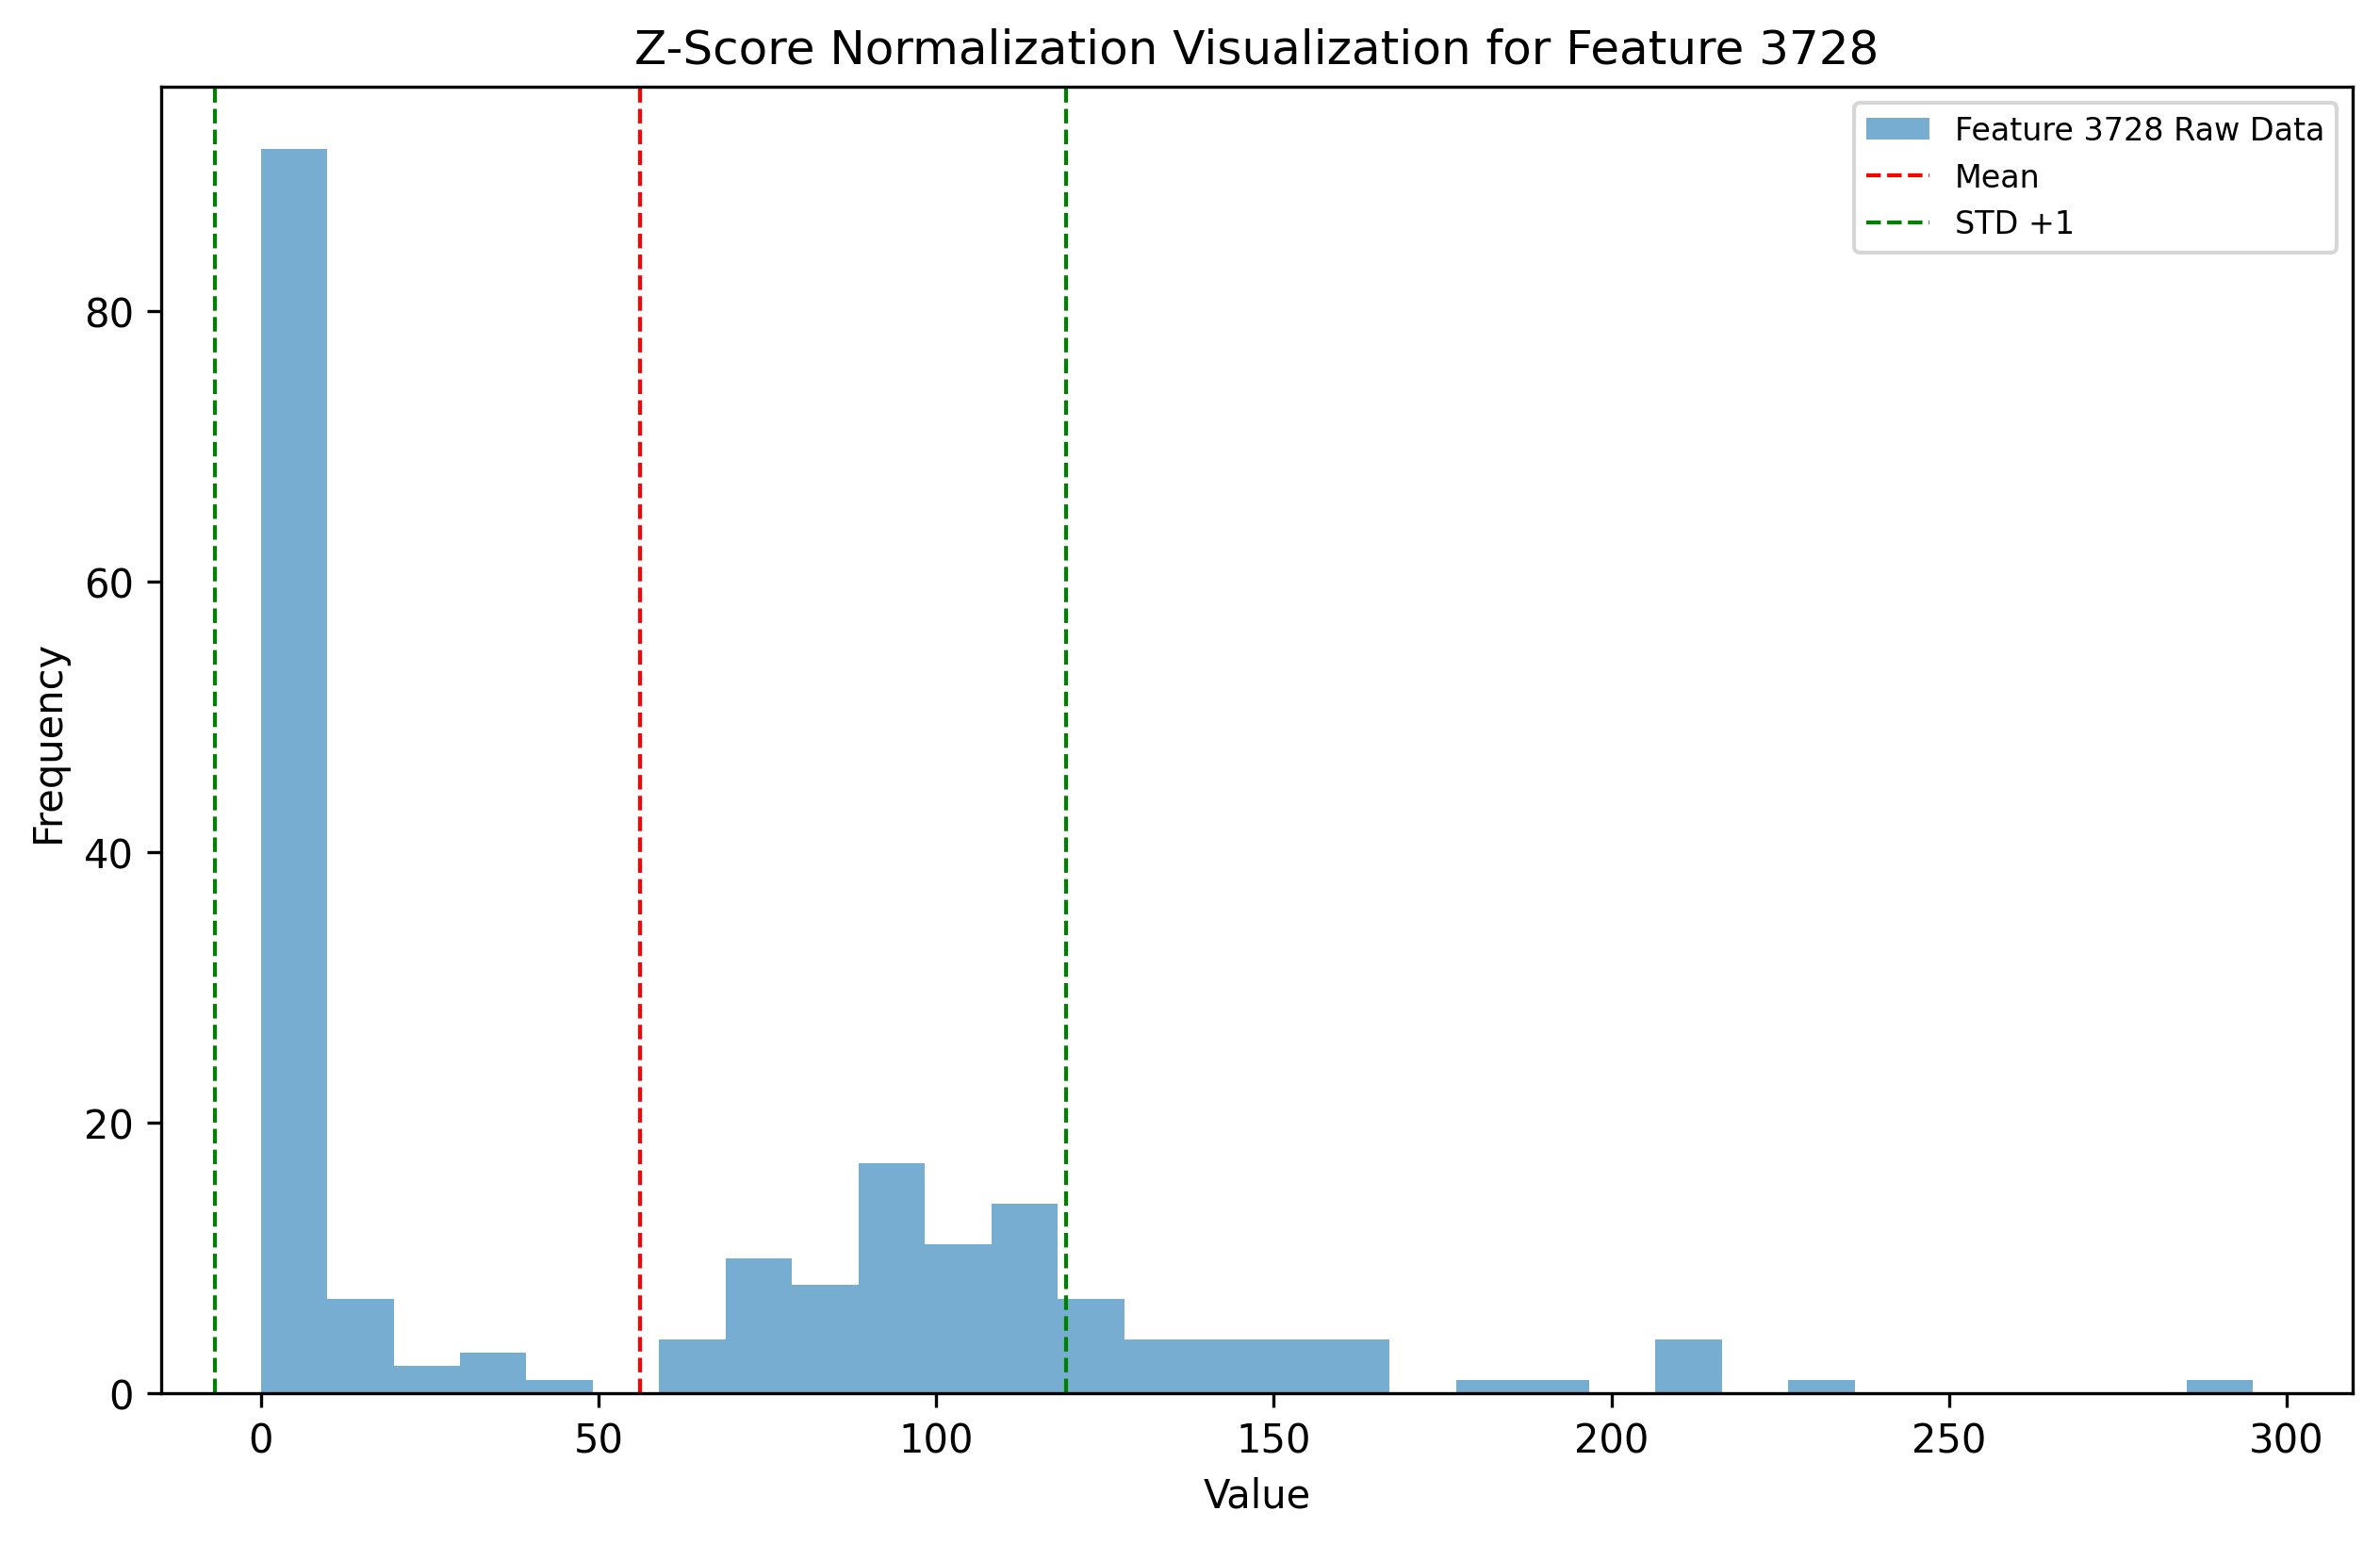 Z-Score Normalization Visualization for Feature 3728
Feature 3728 Raw Data
Mean
STD +1
80
60
40
20
0
Frequency
0 50 100 150 200 250 300
Value